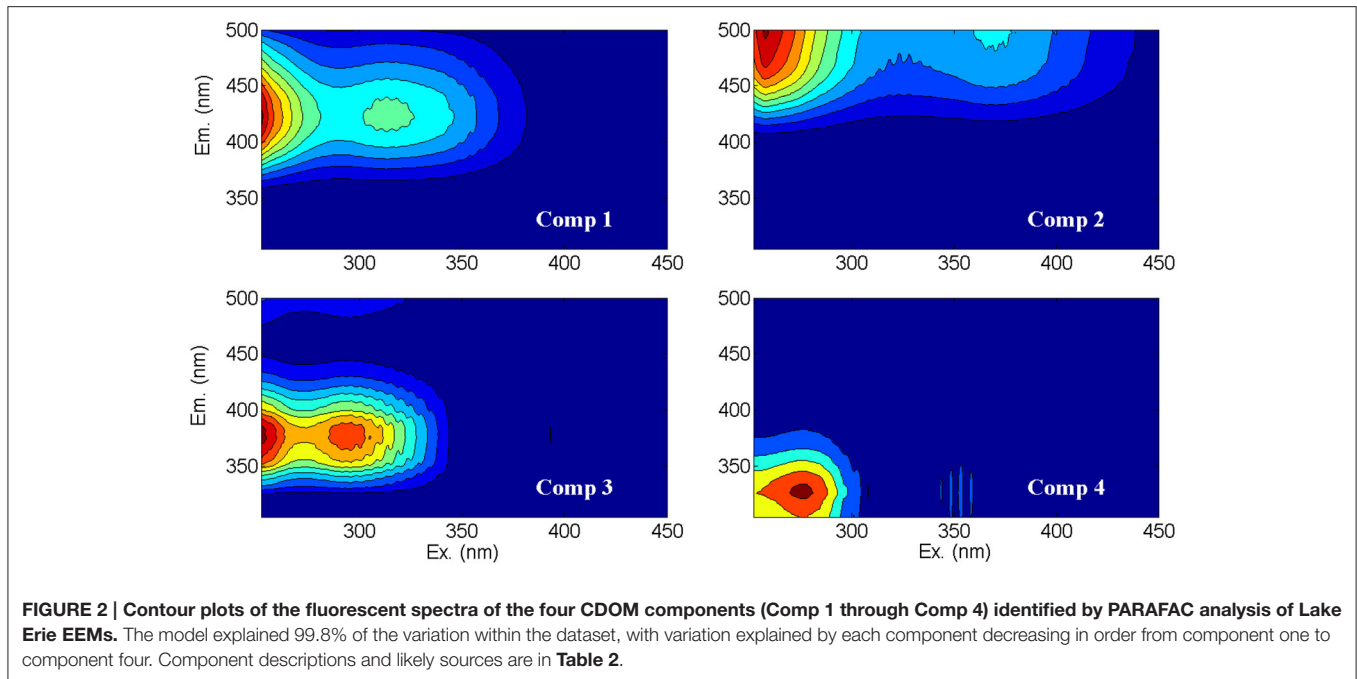 500
450
400
350
Em. (nm)
Comp 1
300 350 400 450
500
450
400
350
Comp 2
300 350 400 450
500
450
400
350
Em. (nm)
Comp 3
300 350 400 450
Ex. (nm)
500
450
400
350
Comp 4
300 350 400 450
Ex. (nm)
FIGURE 2 | Contour plots of the fluorescent spectra of the four CDOM components (Comp 1 through Comp 4) identified by PARAFAC analysis of Lake
Erie EEMs. The model explained 99.8% of the variation within the dataset, with variation explained by each component decreasing in order from component one to
component four. Component descriptions and likely sources are in Table 2.